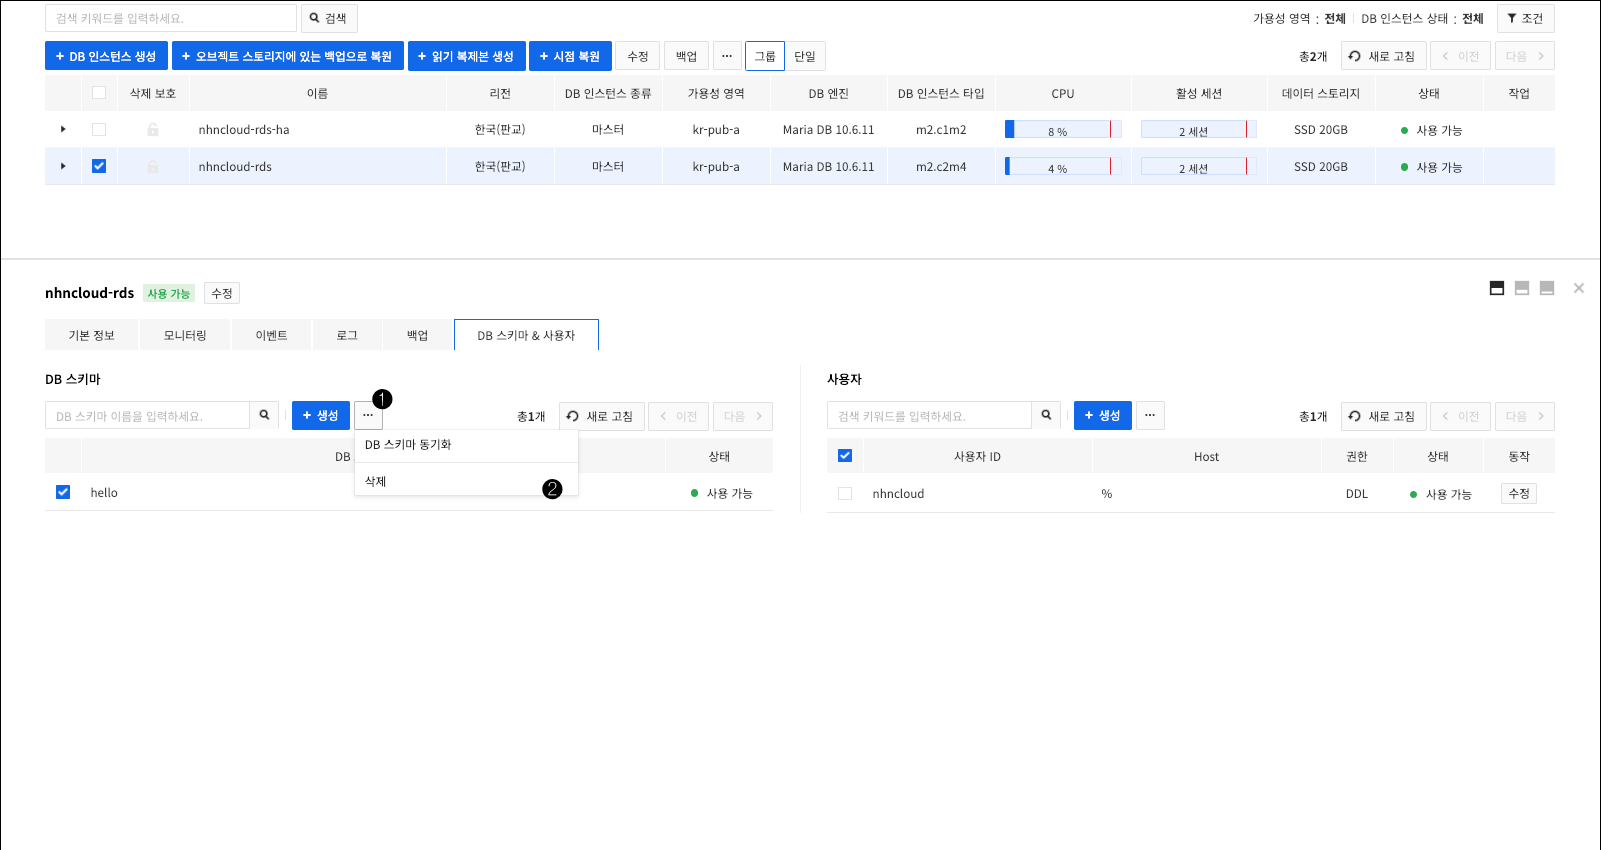 검색 키워드를 입력하세요. 검색 가용성 영역 : 전체 DB 인스턴스 상태 : 전체 조건
+ DB 인스턴스 생성 + 오브젝트 스토리지에 있는 백업으로 복원 + 읽기 복제본 생성 + 시점 복원 수정 백업 ... 그룹 단일 총2개 새로 고침 < 이전 다음 >
삭제 보호 이름 리전 DB 인스턴스 종류 가용성 영역 DB 엔진 DB 인스턴스 타입 CPU 활성 세션 데이터 스토리지 상태 작업
nhncloud-rds-ha 한국(판교) 마스터 kr-pub-a Maria DB 10.6.11 m2.c1m2 8 % 2 세션 SSD 20GB 사용 가능
nhncloud-rds 한국(판교) 마스터 kr-pub-a Maria DB 10.6.11 m2.c2m4 4 % 2 세션 SSD 20GB 사용 가능
nhncloud-rds 사용 가능 수정
기본 정보 모니터링 이벤트 로그 백업 DB 스키마 & 사용자
DB 스키마
1
DB 스키마 이름을 입력하세요. + 생성 ... 총1개 새로 고침 < 이전 다음 >
DB 스키마 동기화
DB 상태
삭제
2
hello 사용 가능
사용자
검색 키워드를 입력하세요. + 생성 ... 총1개 새로 고침 < 이전 다음 >
사용자 ID Host 권한 상태 동작
nhncloud % DDL 사용 가능 수정